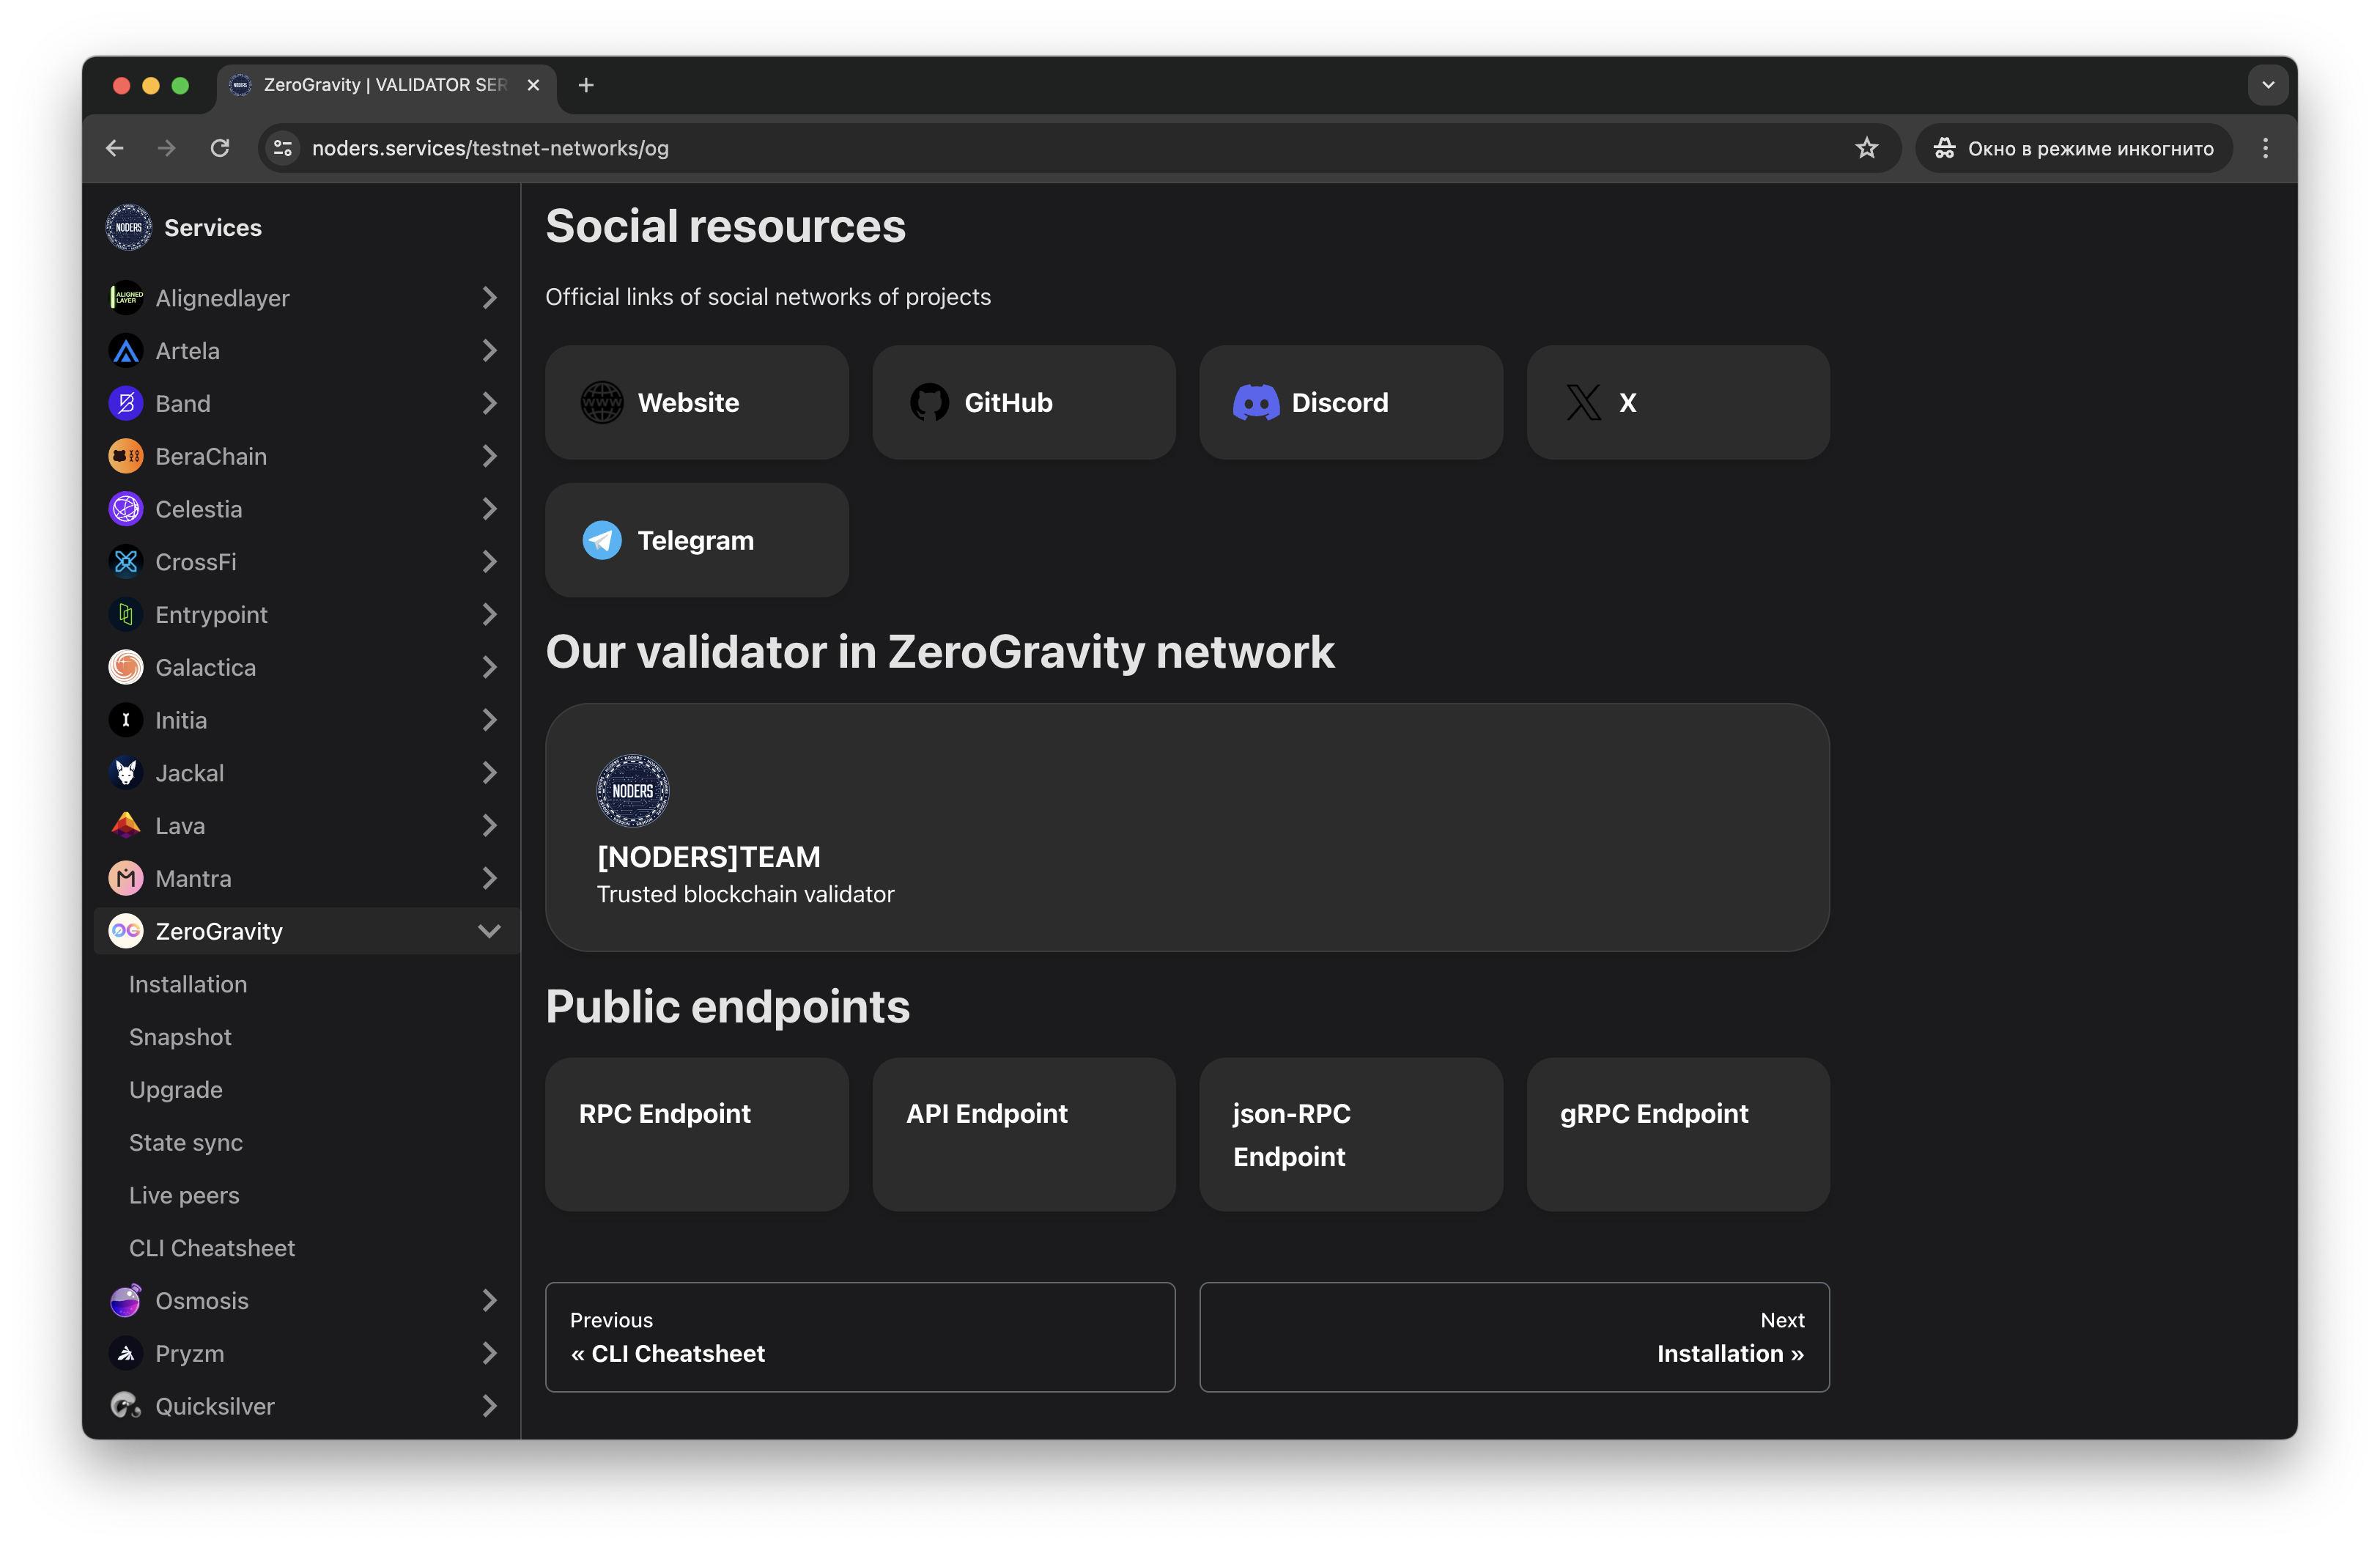 ZeroGravity | VALIDATOR SER
noders.services/testnet-networks/og
Окно в режиме инкогнито
NODERS
Services
ALIGNED LAYER
Alignedlayer
Artela
Band
BeraChain
Celestia
CrossFi
Entrypoint
Galactica
Initia
Jackal
Lava
Mantra
ZeroGravity
Installation
Snapshot
Upgrade
State sync
Live peers
CLI Cheatsheet
Osmosis
Pryzm
Quicksilver
Social resources
Official links of social networks of projects
Website
GitHub
Discord
X
Telegram
Our validator in ZeroGravity network
NODERS
[NODERS]TEAM
Trusted blockchain validator
Public endpoints
RPC Endpoint
API Endpoint
json-RPC
Endpoint
gRPC Endpoint
Previous
« CLI Cheatsheet
Next
Installation »